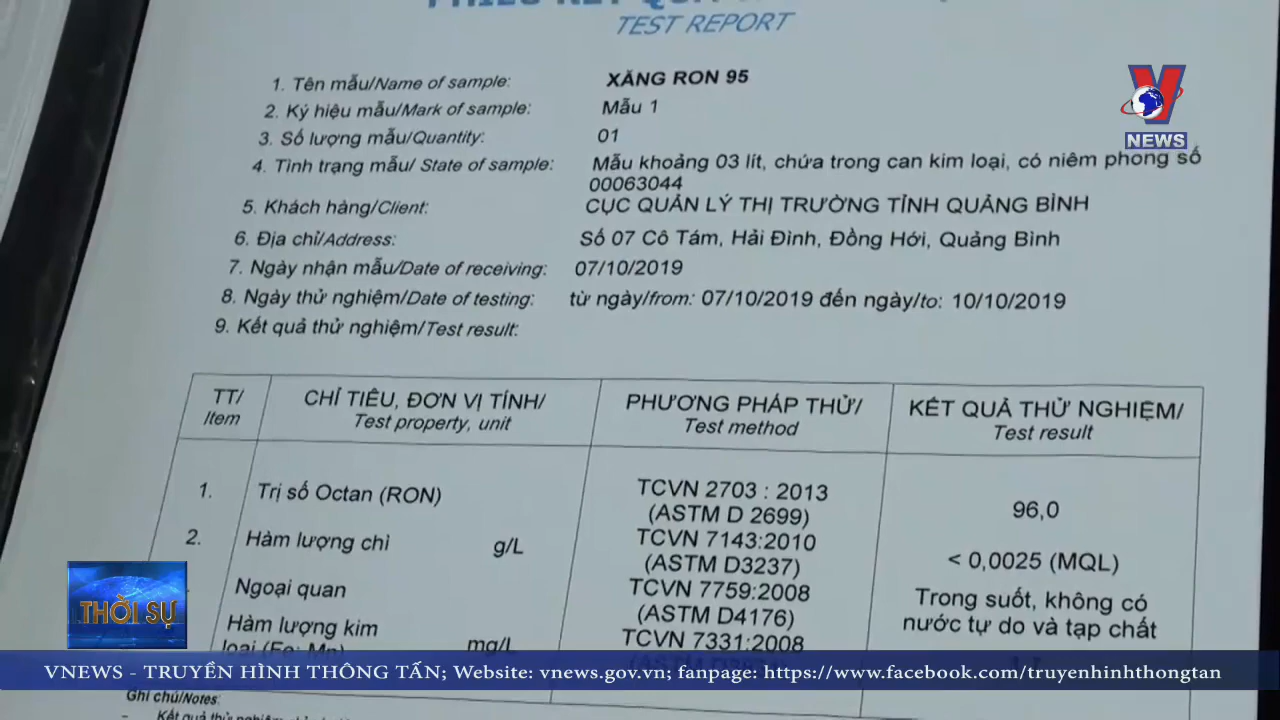 TEST REPORT
1. Tên mẫu/Name of sample: XĂNG RON 95
2. Ký hiệu mẫu/Mark of sample: Mẫu 1
3. Số lượng mẫu/Quantity: 01
4. Tình trạng mẫu/ State of sample: Mẫu khoảng 03 lít, chứa trong can kim loại, có niêm phong số
00063044
5. Khách hàng/Client: CỤC QUẢN LÝ THỊ TRƯỜNG TỈNH QUẢNG BÌNH
6. Địa chỉ/Address: Số 07 Cô Tám, Hải Đình, Đồng Hới, Quảng Bình
7. Ngày nhận mẫu/Date of receiving: 07/10/2019
8. Ngày thử nghiệm/Date of testing: từ ngày/from: 07/10/2019 đến ngày/to: 10/10/2019
9. Kết quả thử nghiệm/Test result:
TT/ CHỈ TIÊU, ĐƠN VỊ TÍNH/ PHƯƠNG PHÁP THỬ/ KẾT QUẢ THỬ NGHIỆM/
Item Test property, unit Test method Test result
1. Trị số Octan (RON) TCVN 2703 : 2013 96,0
(ASTM D 2699)
2. Hàm lượng chì g/L TCVN 7143:2010 < 0,0025 (MQL)
(ASTM D3237)
Ngoại quan TCVN 7759:2008 Trong suốt, không có
(ASTM D4176) nước tự do và tạp chất
Hàm lượng kim TCVN 7331:2008
loại (Fe; Mn) mg/L
Ghi chú/Notes:
V
NEWS
THỜI SỰ
VNEWS - TRUYỀN HÌNH THÔNG TẤN; Website: vnews.gov.vn; fanpage: https://www.facebook.com/truyenhinhthongtan